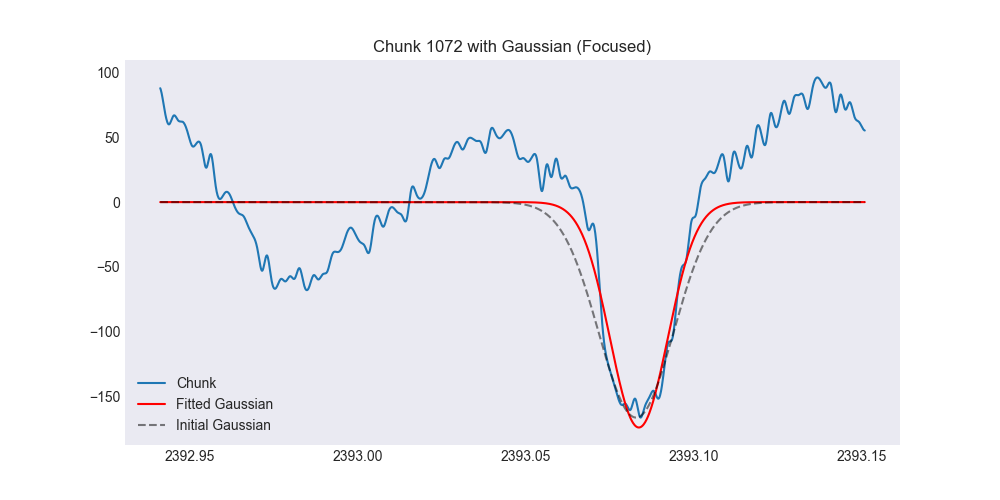 Chunk 1072 with Gaussian (Focused)
100
50
0
−50
−100
−150
Chunk
Fitted Gaussian
Initial Gaussian
2392.95 2393.00 2393.05 2393.10 2393.15